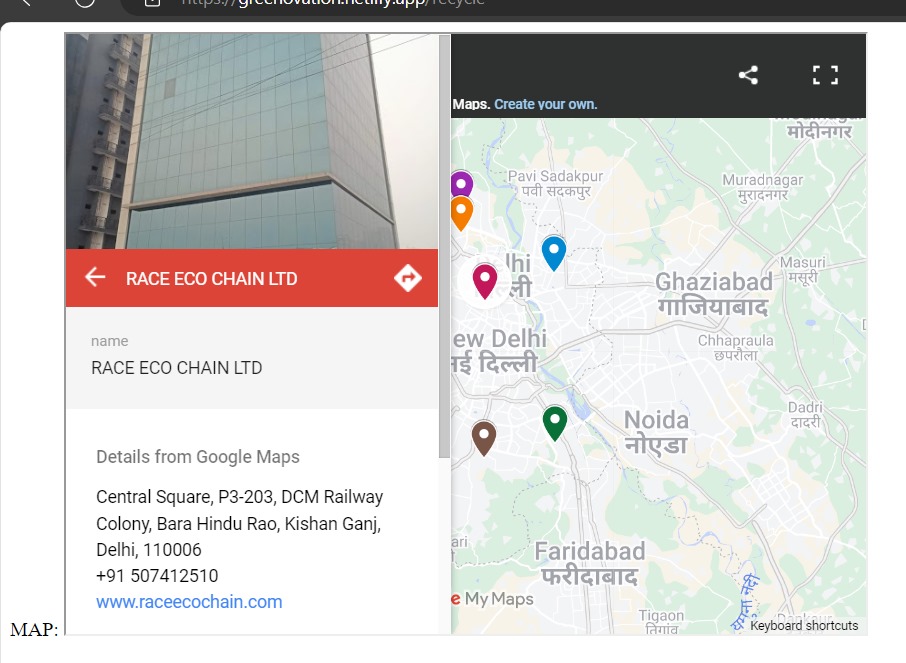 https://greenovation.netlify.app/recycle
Maps. Create your own.
RACE ECO CHAIN LTD
name
RACE ECO CHAIN LTD
Details from Google Maps
Central Square, P3-203, DCM Railway
Colony, Bara Hindu Rao, Kishan Ganj,
Delhi, 110006
+91 507412510
www.raceecochain.com
MAP:
मोदीनगर
Pavi Sadakpur
पवी सदकपुर
Muradnagar
मुरादनगर
lhi
ली
Masuri
मसूरी
Ghaziabad
गाजियाबाद
ew Delhi
नई दिल्ली
Chhapraula
छपरौला
Noida
नोएडा
Dadri
दादरी
ari
Faridabad
फरीदाबाद
e My Maps
यमुना नदी
Tigaon
तिगांव
Keyboard shortcuts